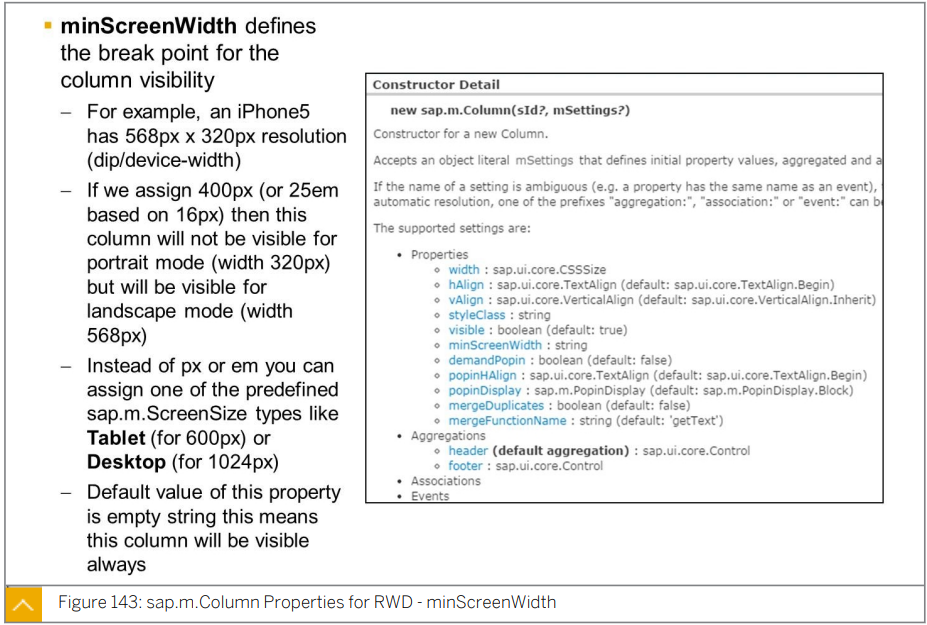 ▪ minScreenWidth defines
the break point for the
column visibility
– For example, an iPhone5
has 568px x 320px resolution
(dip/device-width)
– If we assign 400px (or 25em
based on 16px) then this
column will not be visible for
portrait mode (width 320px)
but will be visible for
landscape mode (width
568px)
– Instead of px or em you can
assign one of the predefined
sap.m.ScreenSize types like
Tablet (for 600px) or
Desktop (for 1024px)
– Default value of this property
is empty string this means
this column will be visible
always
Constructor Detail
new sap.m.Column(sId?, mSettings?)
Constructor for a new Column.
Accepts an object literal mSettings that defines initial property values, aggregated and a
If the name of a setting is ambiguous (e.g. a property has the same name as an event),
automatic resolution, one of the prefixes "aggregation:", "association:" or "event:" can be
The supported settings are:
• Properties
◦ width : sap.ui.core.CSSSize
◦ hAlign : sap.ui.core.TextAlign (default: sap.ui.core.TextAlign.Begin)
◦ vAlign : sap.ui.core.VerticalAlign (default: sap.ui.core.VerticalAlign.Inherit)
◦ styleClass : string
◦ visible : boolean (default: true)
◦ minScreenWidth : string
◦ demandPopin : boolean (default: false)
◦ popinHAlign : sap.ui.core.TextAlign (default: sap.ui.core.TextAlign.Begin)
◦ popinDisplay : sap.m.PopinDisplay (default: sap.m.PopinDisplay.Block)
◦ mergeDuplicates : boolean (default: false)
◦ mergeFunctionName : string (default: 'getText')
• Aggregations
◦ header (default aggregation) : sap.ui.core.Control
◦ footer : sap.ui.core.Control
• Associations
• Events
Figure 143: sap.m.Column Properties for RWD - minScreenWidth